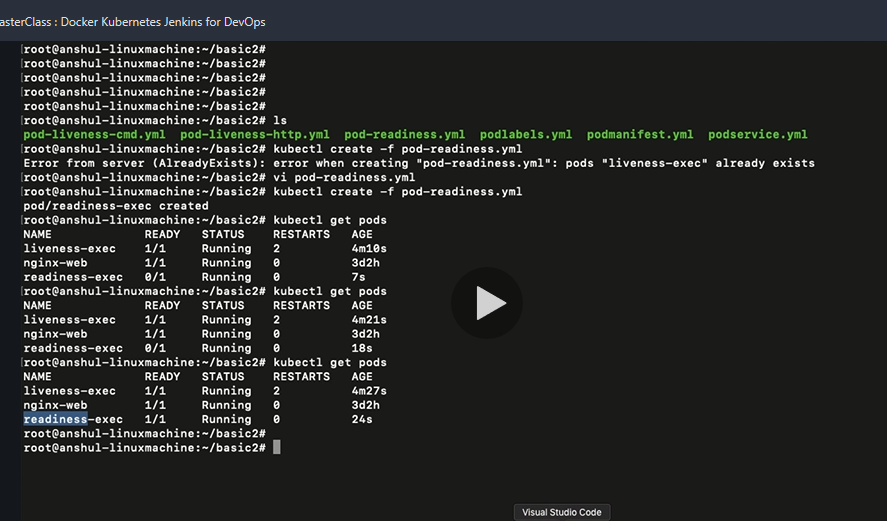 asterClass : Docker Kubernetes Jenkins for DevOps
root@anshul-linuxmachine:~/basic2#
root@anshul-linuxmachine:~/basic2#
root@anshul-linuxmachine:~/basic2#
root@anshul-linuxmachine:~/basic2#
root@anshul-linuxmachine:~/basic2#
root@anshul-linuxmachine:~/basic2# ls
pod-liveness-cmd.yml  pod-liveness-http.yml  pod-readiness.yml  podlabels.yml  podmanifest.yml  podservice.yml
root@anshul-linuxmachine:~/basic2# kubectl create -f pod-readiness.yml
Error from server (AlreadyExists): error when creating "pod-readiness.yml": pods "liveness-exec" already exists
root@anshul-linuxmachine:~/basic2# vi pod-readiness.yml
root@anshul-linuxmachine:~/basic2# kubectl create -f pod-readiness.yml
pod/readiness-exec created
root@anshul-linuxmachine:~/basic2# kubectl get pods
NAME             READY   STATUS    RESTARTS   AGE
liveness-exec    1/1     Running   2          4m10s
nginx-web        1/1     Running   0          3d2h
readiness-exec   0/1     Running   0          7s
root@anshul-linuxmachine:~/basic2# kubectl get pods
NAME             READY   STATUS    RESTARTS   AGE
liveness-exec    1/1     Running   2          4m21s
nginx-web        1/1     Running   0          3d2h
readiness-exec   0/1     Running   0          18s
root@anshul-linuxmachine:~/basic2# kubectl get pods
NAME             READY   STATUS    RESTARTS   AGE
liveness-exec    1/1     Running   2          4m27s
nginx-web        1/1     Running   0          3d2h
readiness-exec   1/1     Running   0          24s
root@anshul-linuxmachine:~/basic2#
root@anshul-linuxmachine:~/basic2#
Visual Studio Code